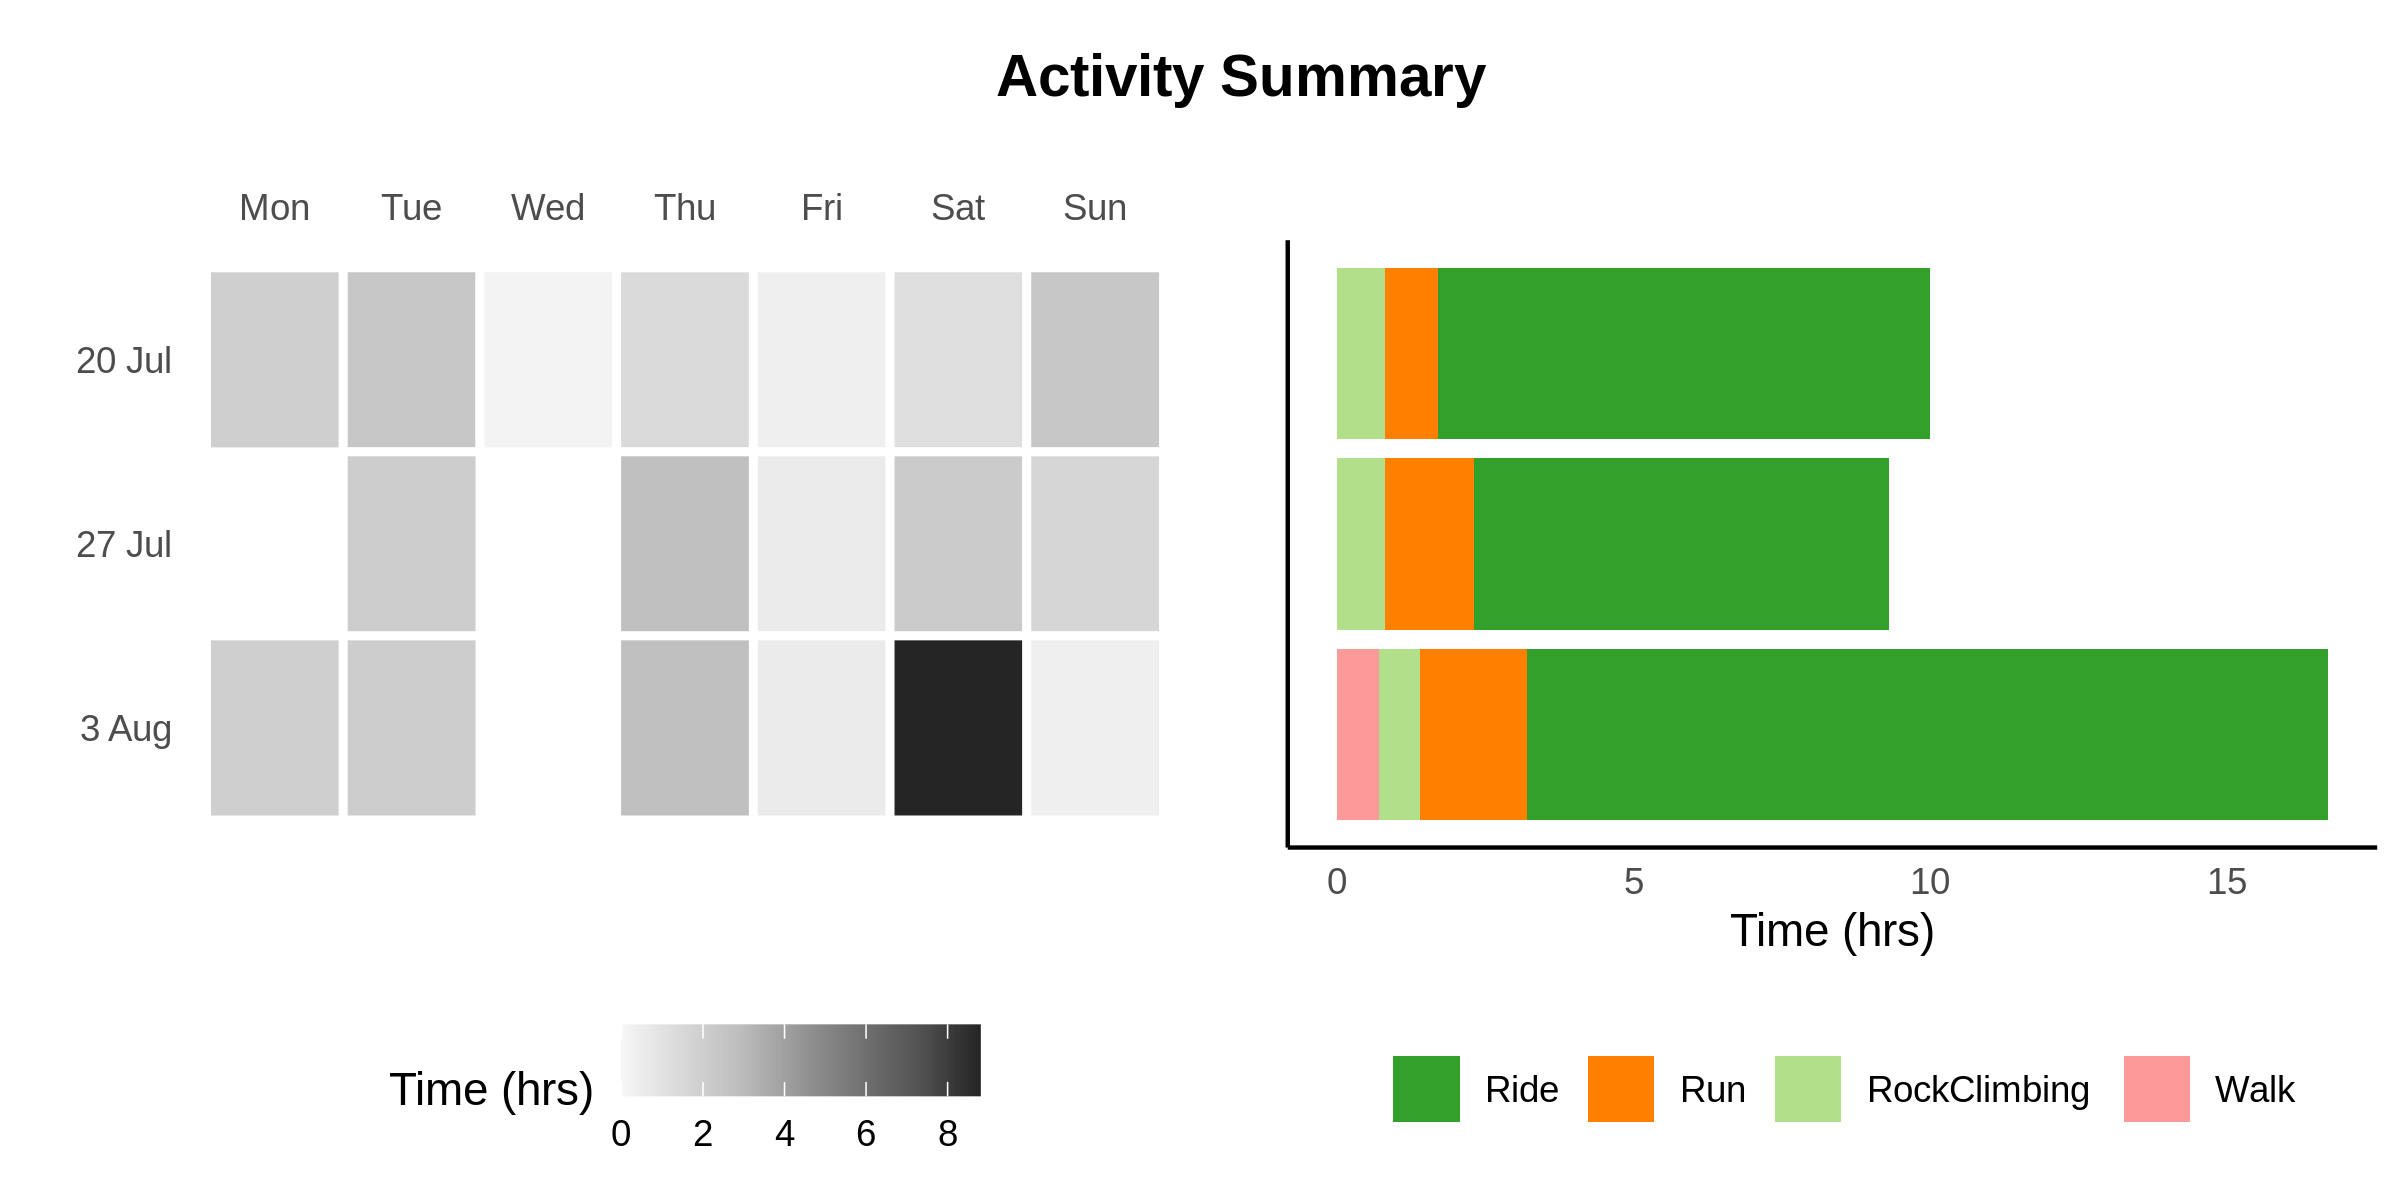 Activity Summary
Mon Tue Wed Thu Fri Sat Sun
20 Jul
27 Jul
3 Aug
0 5 10 15
Time (hrs)
Time (hrs)
0 2 4 6 8
Ride Run RockClimbing Walk